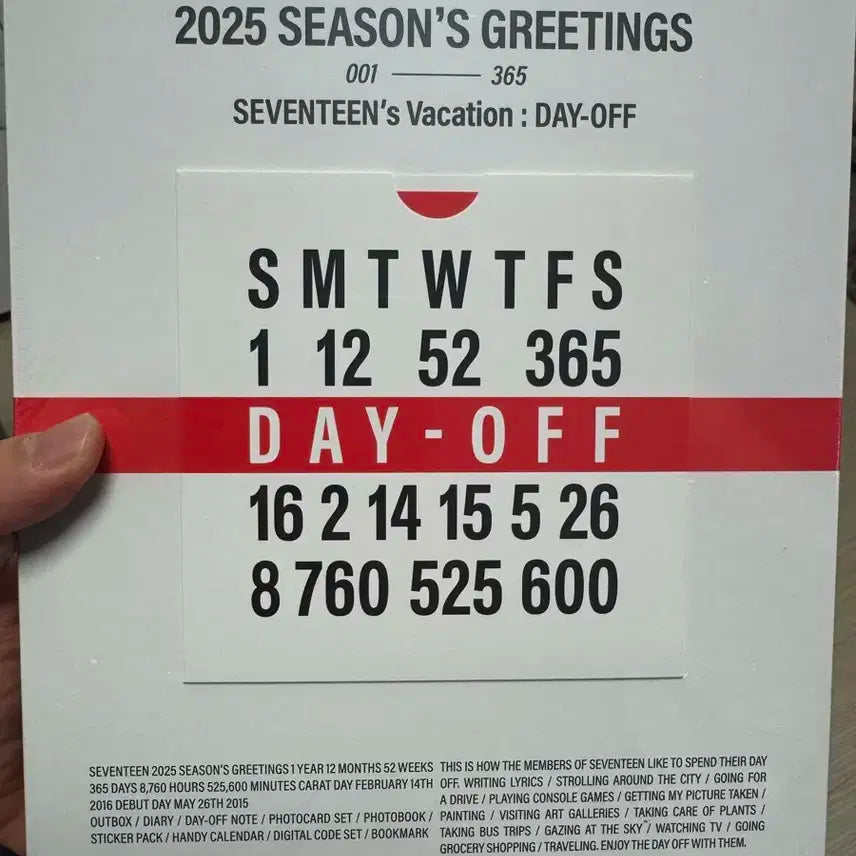 2025 SEASON'S GREETINGS
001 — 365
SEVENTEEN's Vacation : DAY-OFF
S M T W T F S
1 12 52 365
DAY-OFF
16 2 14 15 5 26
8 760 525 600
SEVENTEEN 2025 SEASON'S GREETINGS 1 YEAR 12 MONTHS 52 WEEKS
365 DAYS 8,760 HOURS 525,600 MINUTES CARAT DAY FEBRUARY 14TH
2016 DEBUT DAY MAY 26TH 2015
OUTBOX / DIARY / DAY-OFF NOTE / PHOTOCARD SET / PHOTOBOOK /
STICKER PACK / HANDY CALENDAR / DIGITAL CODE SET / BOOKMARK
THIS IS HOW THE MEMBERS OF SEVENTEEN LIKE TO SPEND THEIR DAY
OFF. WRITING LYRICS / STROLLING AROUND THE CITY / GOING FOR
A DRIVE / PLAYING CONSOLE GAMES / GETTING MY PICTURE TAKEN /
PAINTING / VISITING ART GALLERIES / TAKING CARE OF PLANTS /
TAKING BUS TRIPS / GAZING AT THE SKY / WATCHING TV / GOING
GROCERY SHOPPING / TRAVELING. ENJOY THE DAY OFF WITH THEM.